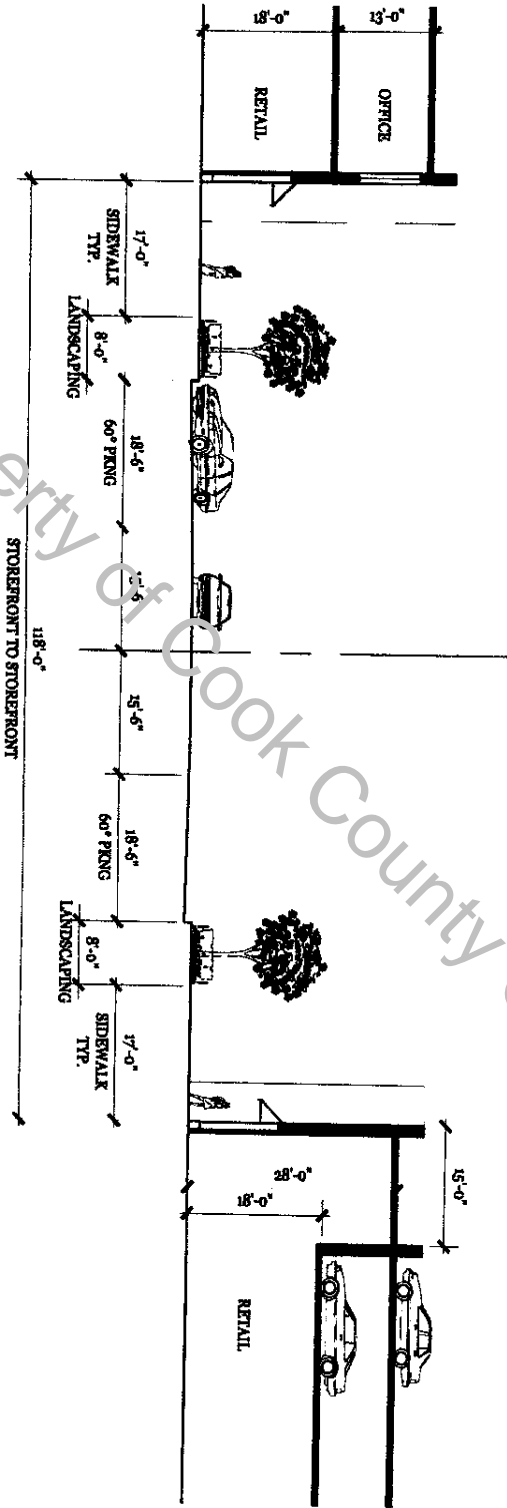 18'-0"
13'-0"
RETAIL
OFFICE
17'-0"
SIDEWALK
TYP.
8'-0"
LANDSCAPING
18'-6"
60° PKNG
15'-6"
18'-6"
60° PKNG
8'-0"
LANDSCAPING
17'-0"
SIDEWALK
TYP.
118'-0"
STOREFRONT TO STOREFRONT
15'-0"
28'-0"
18'-0"
RETAIL
erty of Cook County